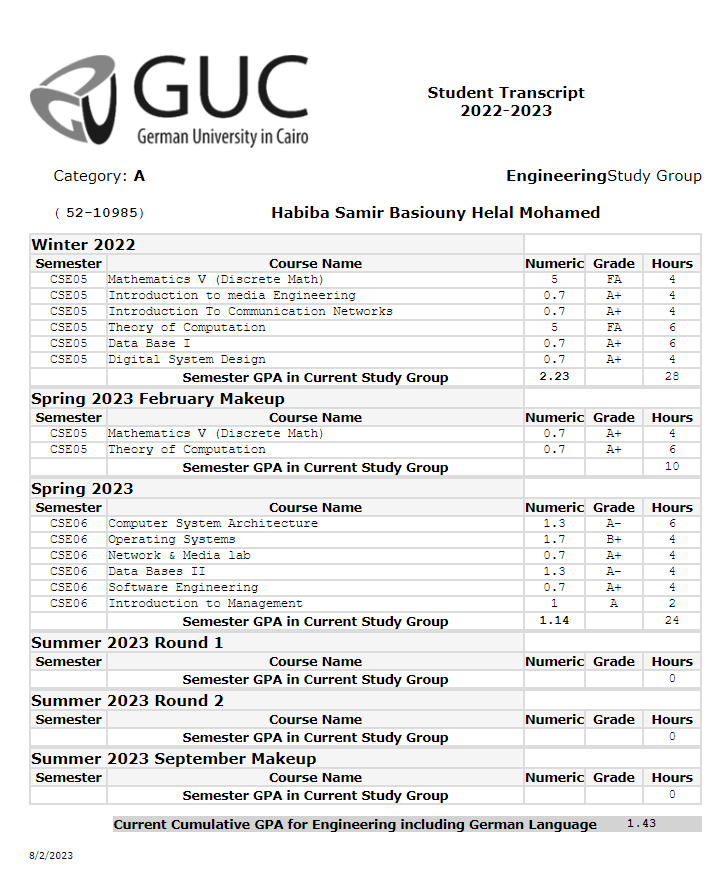 GUC
German University in Cairo
Student Transcript
2022-2023
Category: A
EngineeringStudy Group
( 52-10985)
Habiba Samir Basiouny Helal Mohamed
Winter 2022
Semester Course Name Numeric Grade Hours
CSE05 Mathematics V (Discrete Math) 5 FA 4
CSE05 Introduction to media Engineering 0.7 A+ 4
CSE05 Introduction To Communication Networks 0.7 A+ 4
CSE05 Theory of Computation 5 FA 6
CSE05 Data Base I 0.7 A+ 6
CSE05 Digital System Design 0.7 A+ 4
Semester GPA in Current Study Group 2.23 28
Spring 2023 February Makeup
Semester Course Name Numeric Grade Hours
CSE05 Mathematics V (Discrete Math) 0.7 A+ 4
CSE05 Theory of Computation 0.7 A+ 6
Semester GPA in Current Study Group 10
Spring 2023
Semester Course Name Numeric Grade Hours
CSE06 Computer System Architecture 1.3 A- 6
CSE06 Operating Systems 1.7 B+ 4
CSE06 Network & Media lab 0.7 A+ 4
CSE06 Data Bases II 1.3 A- 4
CSE06 Software Engineering 0.7 A+ 4
CSE06 Introduction to Management 1 A 2
Semester GPA in Current Study Group 1.14 24
Summer 2023 Round 1
Semester Course Name Numeric Grade Hours
Semester GPA in Current Study Group 0
Summer 2023 Round 2
Semester Course Name Numeric Grade Hours
Semester GPA in Current Study Group 0
Summer 2023 September Makeup
Semester Course Name Numeric Grade Hours
Semester GPA in Current Study Group 0
Current Cumulative GPA for Engineering including German Language 1.43
8/2/2023